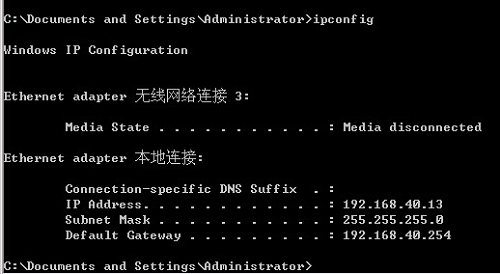 C:\Documents and Settings\Administrator>ipconfig
Windows IP Configuration
Ethernet adapter 无线网络连接 3:
Media State . . . . . . . . . . . : Media disconnected
Ethernet adapter 本地连接:
Connection-specific DNS Suffix  . :
IP Address. . . . . . . . . . . . : 192.168.40.13
Subnet Mask . . . . . . . . . . . : 255.255.255.0
Default Gateway . . . . . . . . . : 192.168.40.254
C:\Documents and Settings\Administrator>